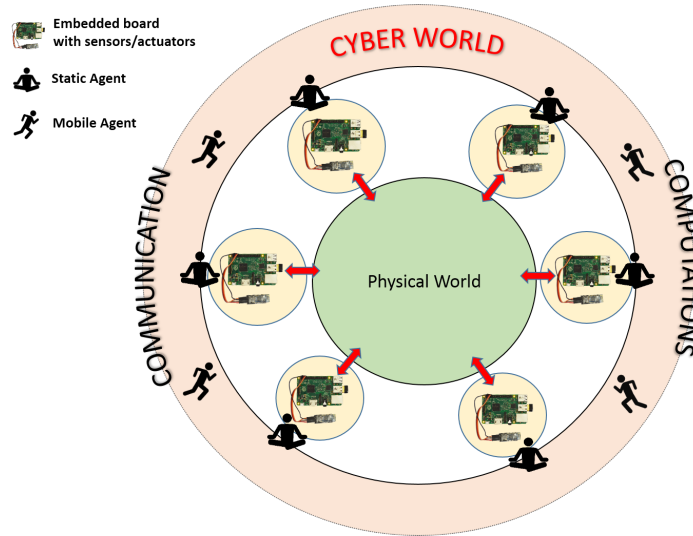 Embedded board
with sensors/actuators
Static Agent
Mobile Agent
CYBER WORLD
COMMUNICATION
COMPUTATIONS
Physical World